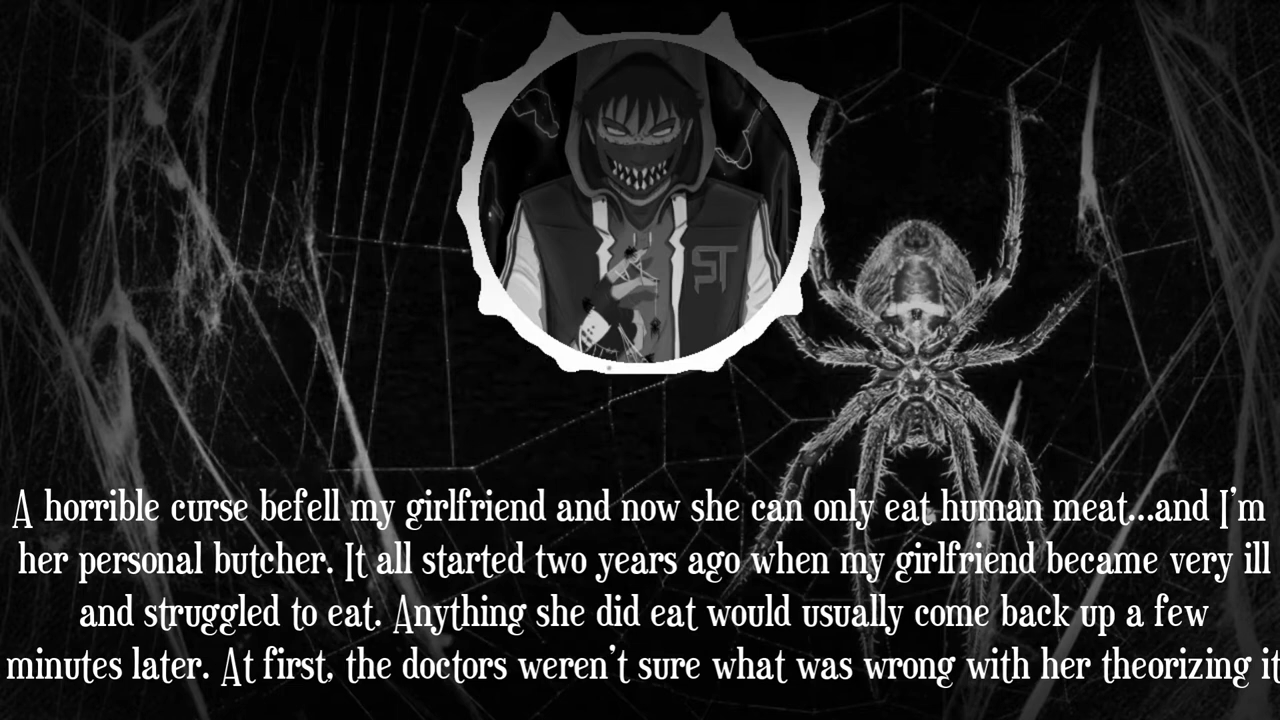 ST
A horrible curse befell my girlfriend and now she can only eat human meat...and I'm
her personal butcher. It all started two years ago when my girlfriend became very ill
and struggled to eat. Anything she did eat would usually come back up a few
minutes later. At first, the doctors weren't sure what was wrong with her theorizing it